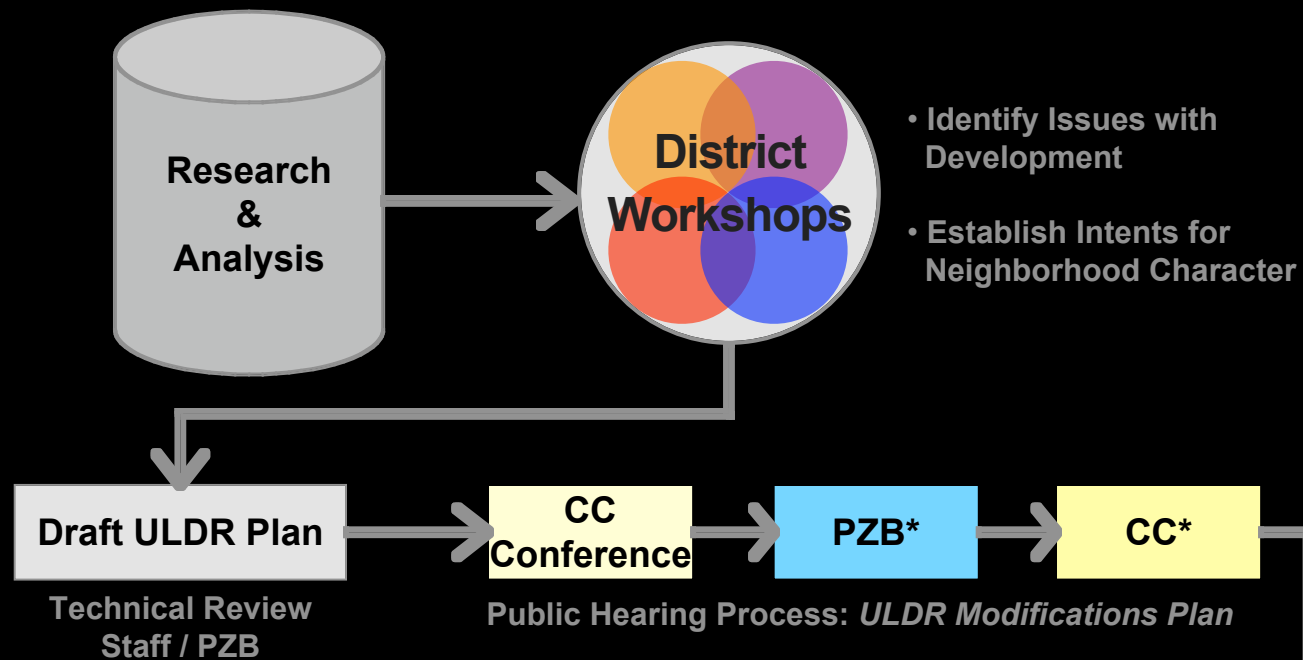 Research
&
Analysis
District
Workshops
• Identify Issues with
Development
• Establish Intents for
Neighborhood Character
Draft ULDR Plan
CC
Conference
PZB*
CC*
Technical Review
Staff / PZB
Public Hearing Process: ULDR Modifications Plan